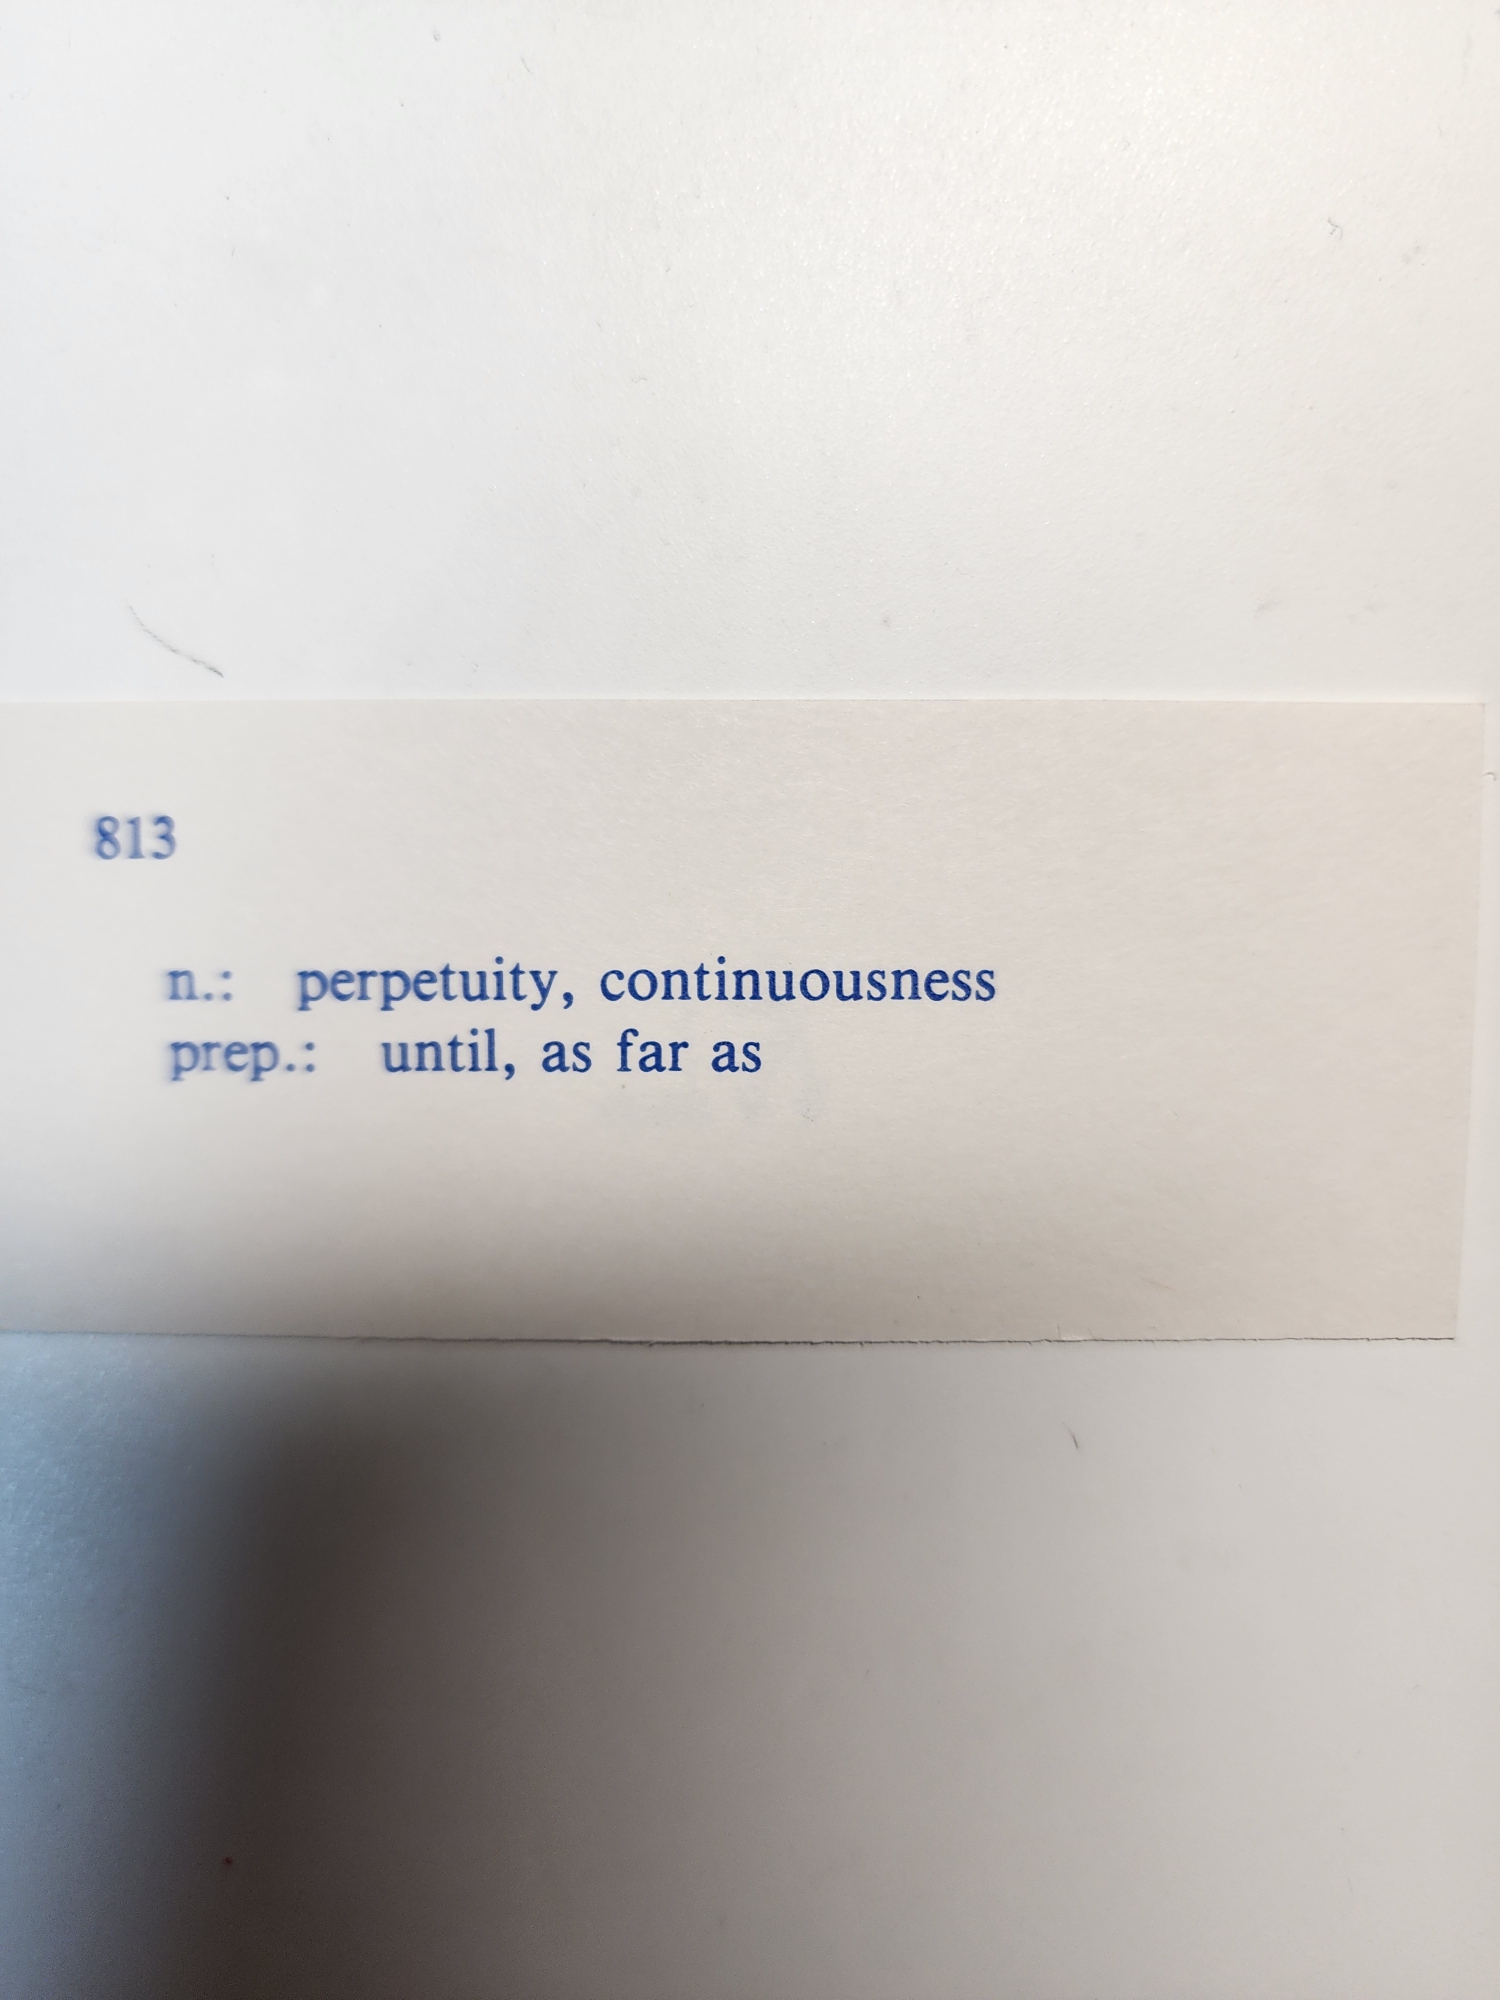 813
n.: perpetuity, continuousness
prep.: until, as far as